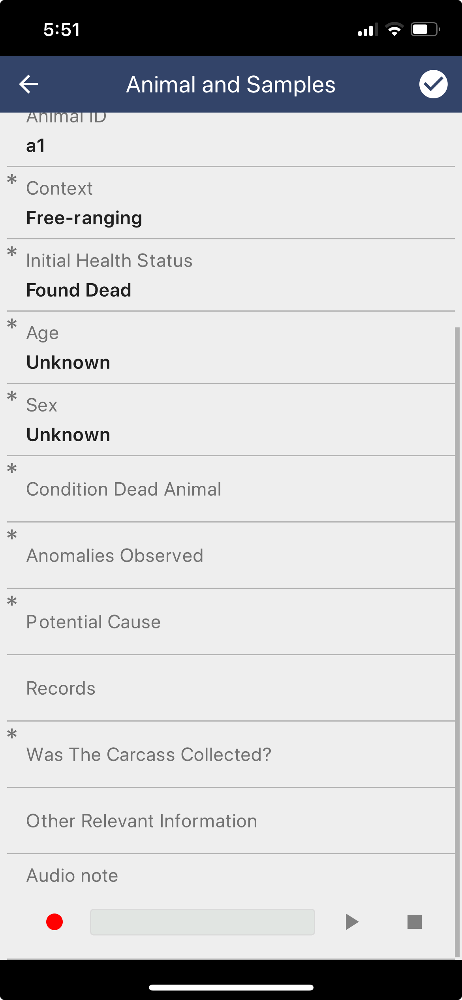 5:51
Animal and Samples
Animal ID
a1
* Context
Free-ranging
* Initial Health Status
Found Dead
* Age
Unknown
* Sex
Unknown
* Condition Dead Animal
* Anomalies Observed
* Potential Cause
Records
* Was The Carcass Collected?
Other Relevant Information
Audio note